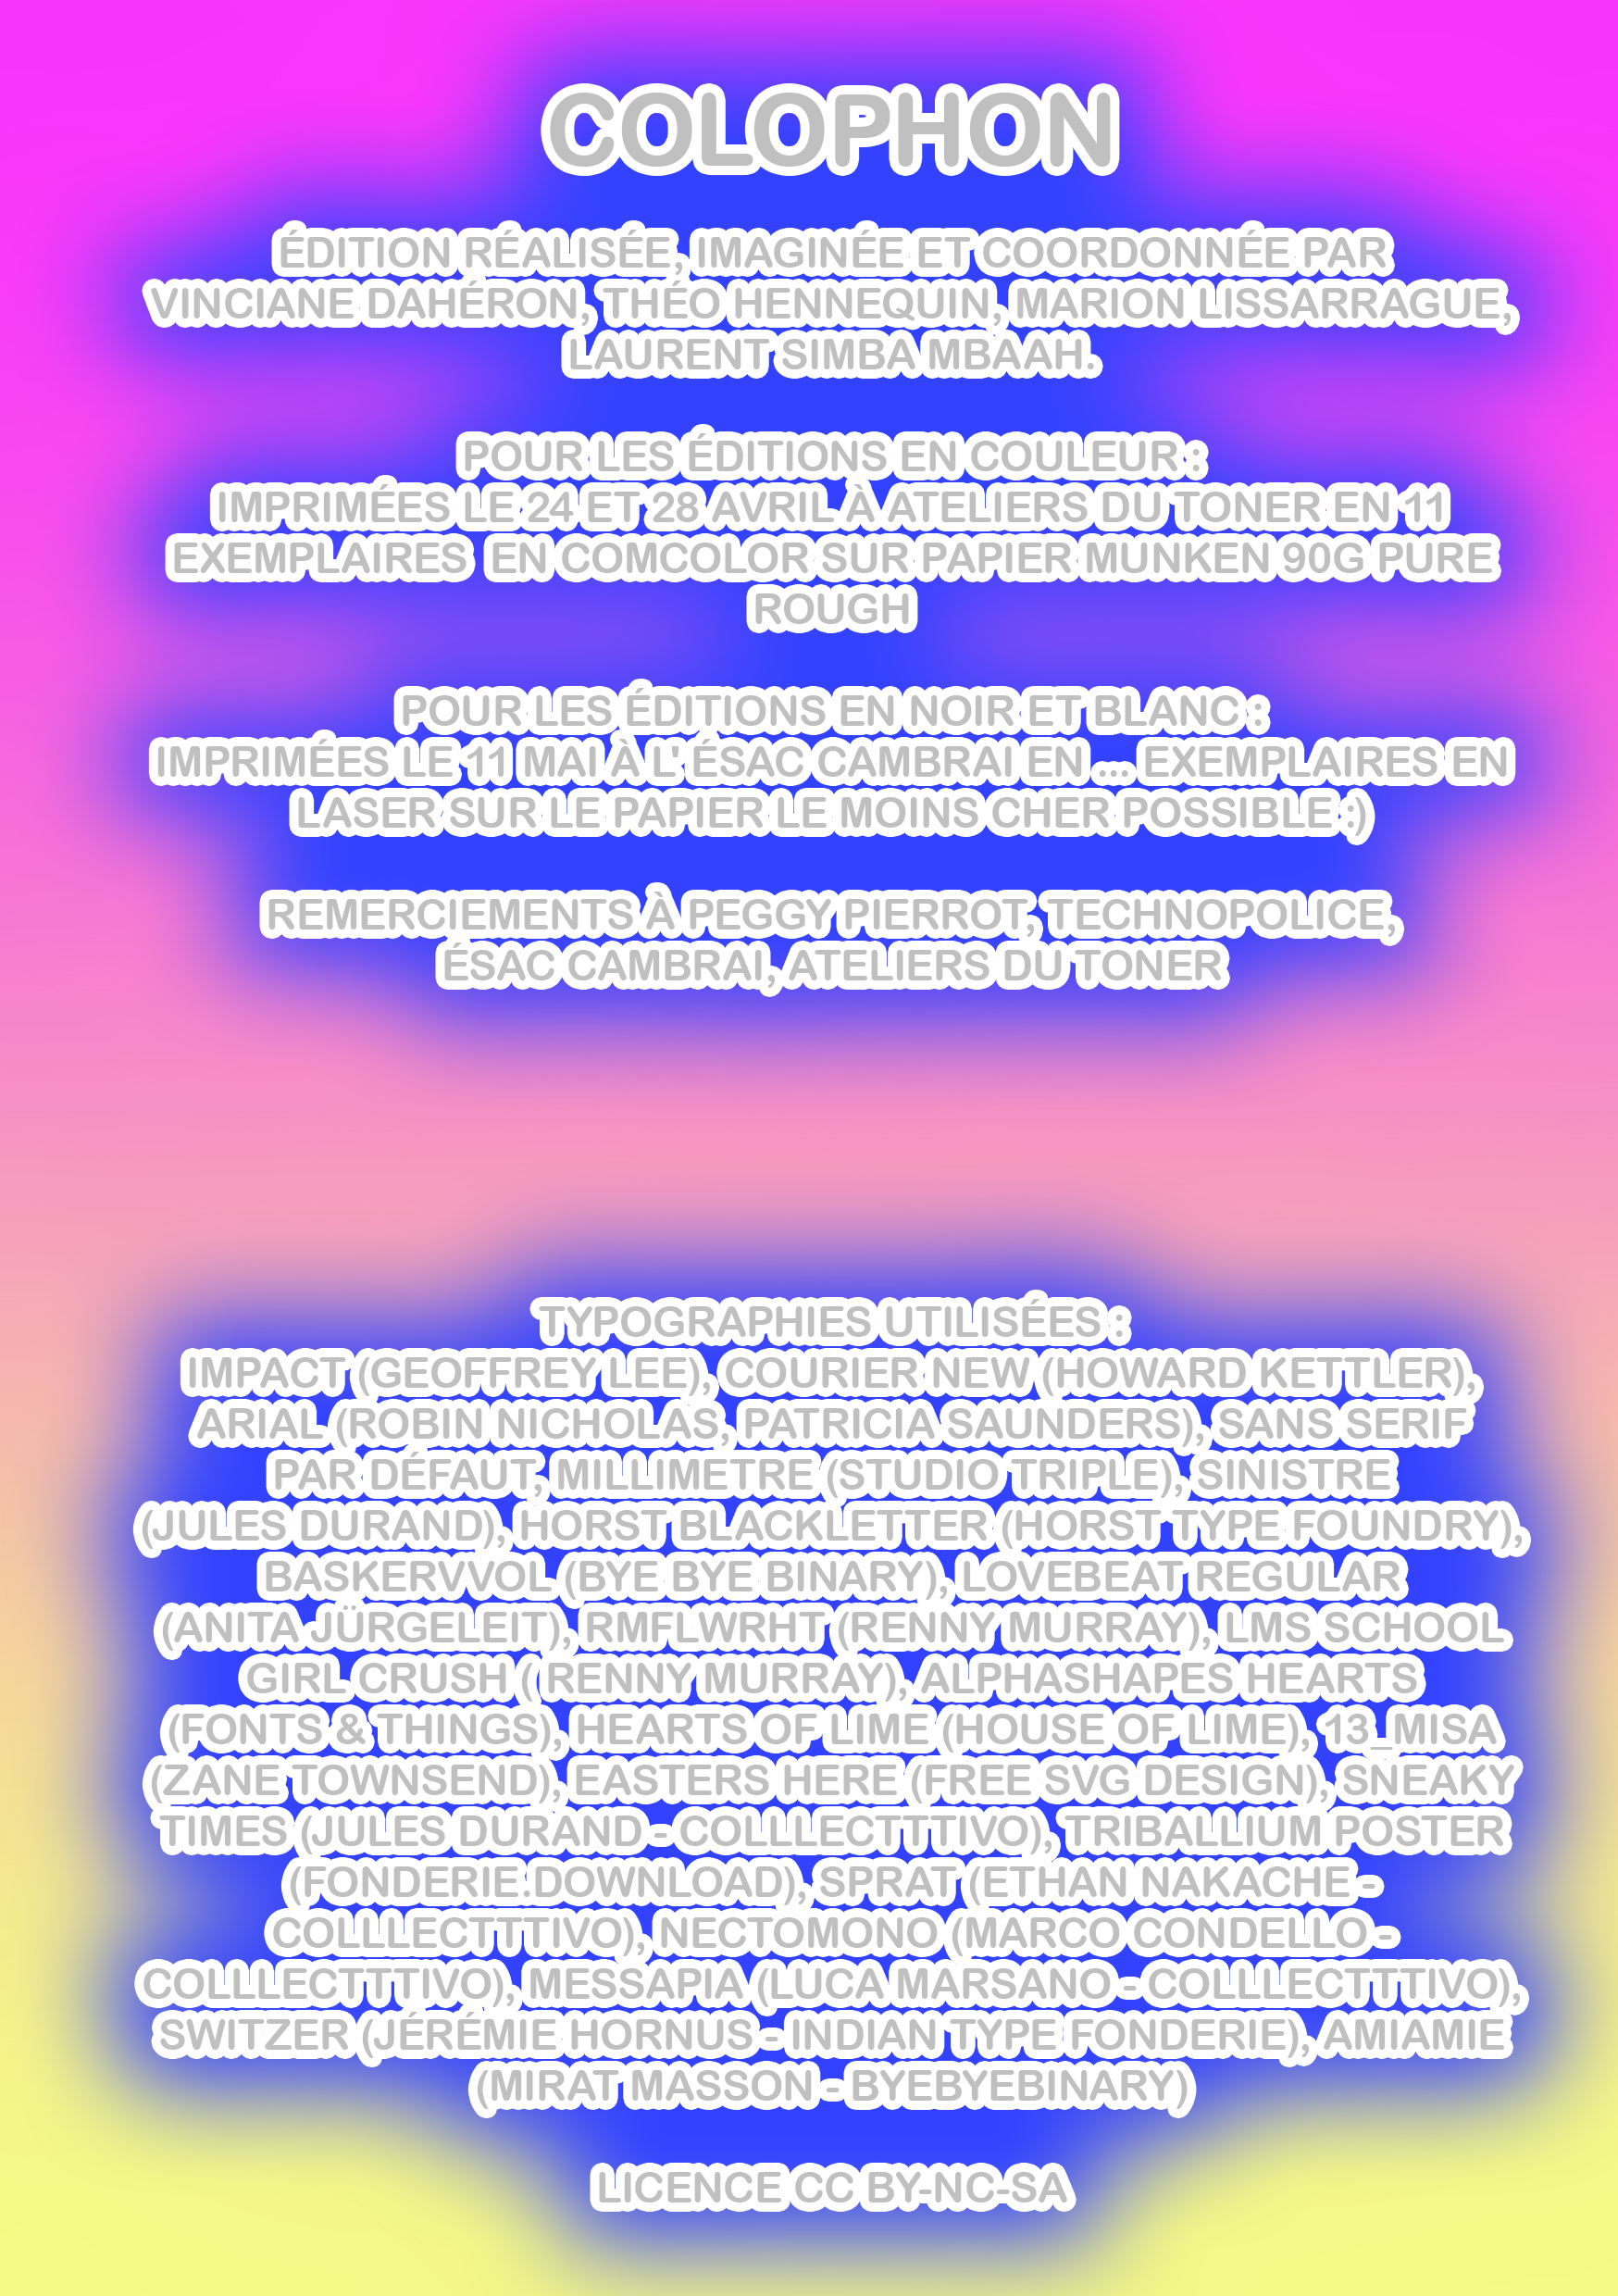 COLOPHON
ÉDITION RÉALISÉE, IMAGINÉE ET COORDONNÉE PAR
VINCIANE DAHÉRON, THÉO HENNEQUIN, MARION LISSARRAGUE,
LAURENT SIMBA MBAAH.
POUR LES ÉDITIONS EN COULEUR :
IMPRIMÉES LE 24 ET 28 AVRIL À ATELIERS DU TONER EN 11
EXEMPLAIRES EN COMCOLOR SUR PAPIER MUNKEN 90G PURE
ROUGH
POUR LES ÉDITIONS EN NOIR ET BLANC :
IMPRIMÉES LE 11 MAI À L' ÉSAC CAMBRAI EN ... EXEMPLAIRES EN
LASER SUR LE PAPIER LE MOINS CHER POSSIBLE :)
REMERCIEMENTS À PEGGY PIERROT, TECHNOPOLICE,
ÉSAC CAMBRAI, ATELIERS DU TONER
TYPOGRAPHIES UTILISÉES :
IMPACT (GEOFFREY LEE), COURIER NEW (HOWARD KETTLER),
ARIAL (ROBIN NICHOLAS, PATRICIA SAUNDERS), SANS SERIF
PAR DÉFAUT, MILLIMETRE (STUDIO TRIPLE), SINISTRE
(JULES DURAND), HORST BLACKLETTER (HORST TYPE FOUNDRY),
BASKERVVOL (BYE BYE BINARY), LOVEBEAT REGULAR
(ANITA JÜRGELEIT), RMFLWRHT (RENNY MURRAY), LMS SCHOOL
GIRL CRUSH ( RENNY MURRAY), ALPHASHAPES HEARTS
(FONTS & THINGS), HEARTS OF LIME (HOUSE OF LIME), 13_MISA
(ZANE TOWNSEND), EASTERS HERE (FREE SVG DESIGN), SNEAKY
TIMES (JULES DURAND - COLLLECTTTIVO), TRIBALLIUM POSTER
(FONDERIE.DOWNLOAD), SPRAT (ETHAN NAKACHE -
COLLLECTTTIVO), NECTOMONO (MARCO CONDELLO -
COLLLECTTTIVO), MESSAPIA (LUCA MARSANO - COLLLECTTTIVO),
SWITZER (JÉRÉMIE HORNUS - INDIAN TYPE FONDERIE), AMIAMIE
(MIRAT MASSON - BYEBYEBINARY)
LICENCE CC BY-NC-SA